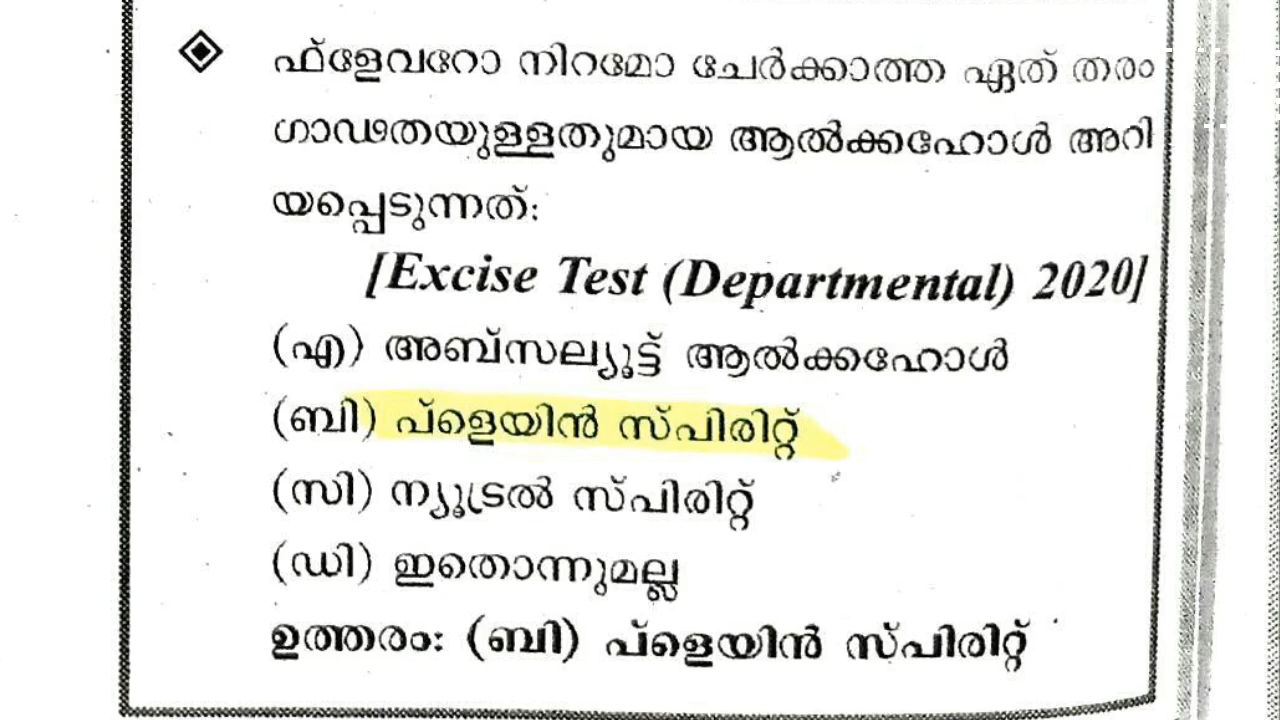 ഫ്ളേവറോ നിറമോ ചേർക്കാത്ത ഏത് തരം
ഗാഢതയുള്ളതുമായ ആൽക്കഹോൾ അറി
യപ്പെടുന്നത്:
[Excise Test (Departmental) 2020]
(എ) അബ്സല്യൂട്ട് ആൽക്കഹോൾ
(ബി) പ്ളെയിൻ സ്പിരിറ്റ്
(സി) ന്യൂട്രൽ സ്പിരിറ്റ്
(ഡി) ഇതൊന്നുമല്ല
ഉത്തരം: (ബി) പ്ളെയിൻ സ്പിരിറ്റ്